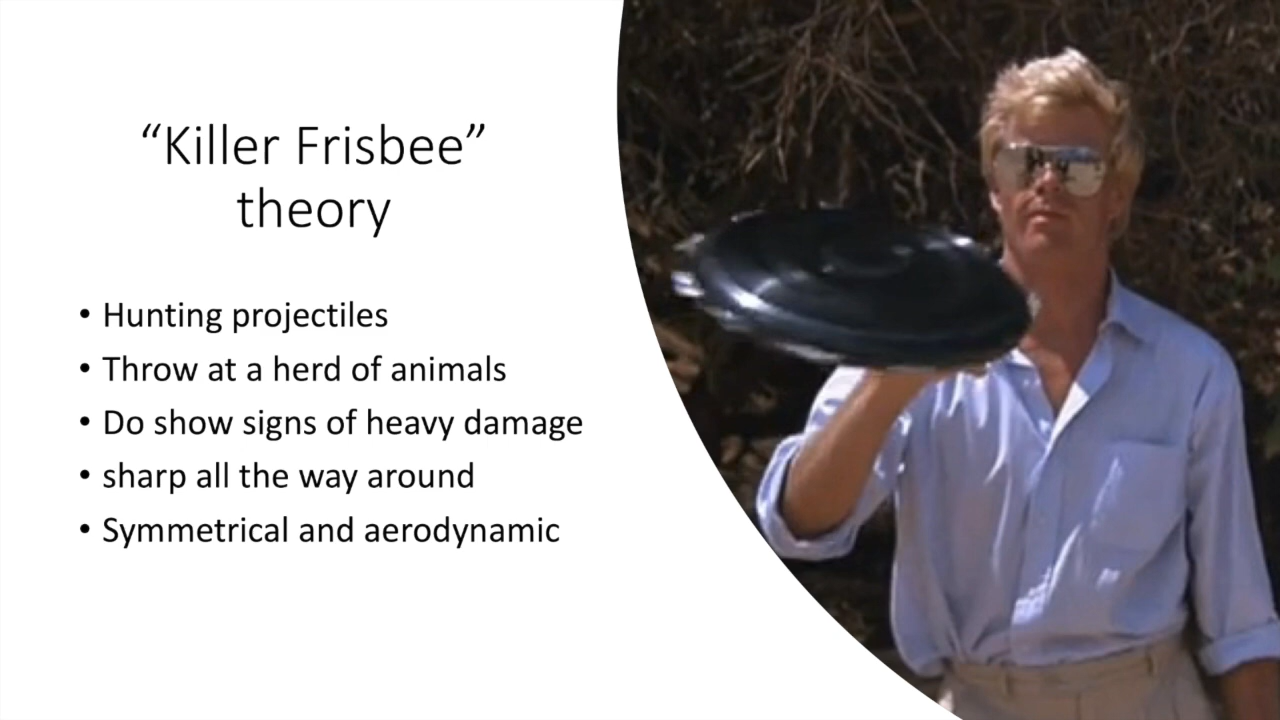 “Killer Frisbee”
theory
• Hunting projectiles
• Throw at a herd of animals
• Do show signs of heavy damage
• sharp all the way around
• Symmetrical and aerodynamic